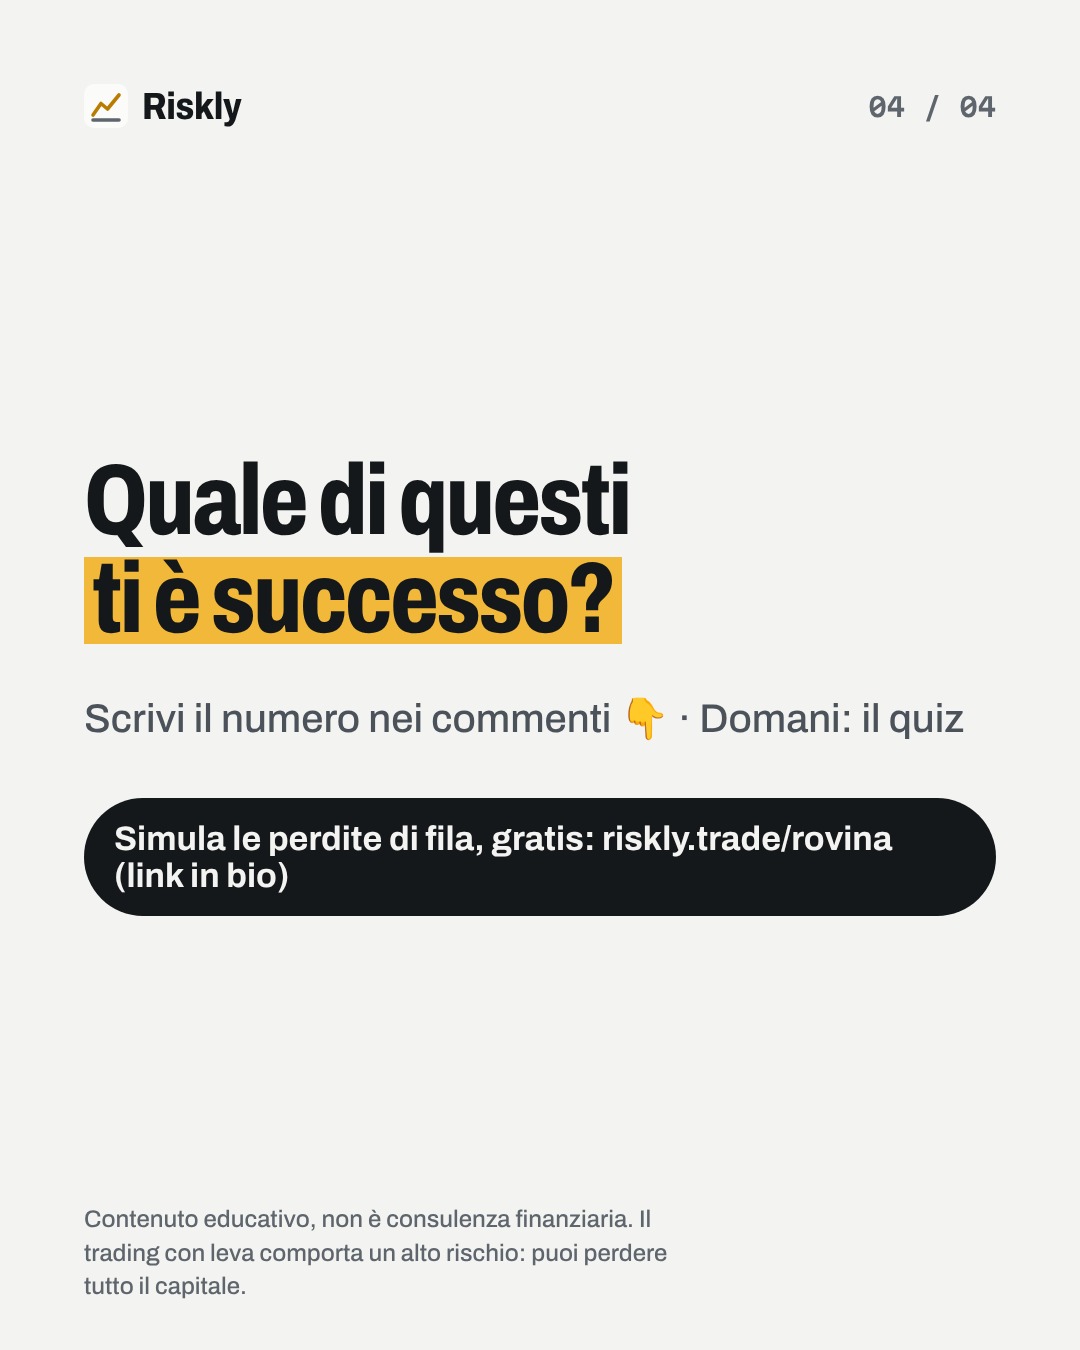 Riskly
04 / 04
Quale di questi
ti è successo?
Scrivi il numero nei commenti 👇 · Domani: il quiz
Simula le perdite di fila, gratis: riskly.trade/rovina
(link in bio)
Contenuto educativo, non è consulenza finanziaria. Il
trading con leva comporta un alto rischio: puoi perdere
tutto il capitale.